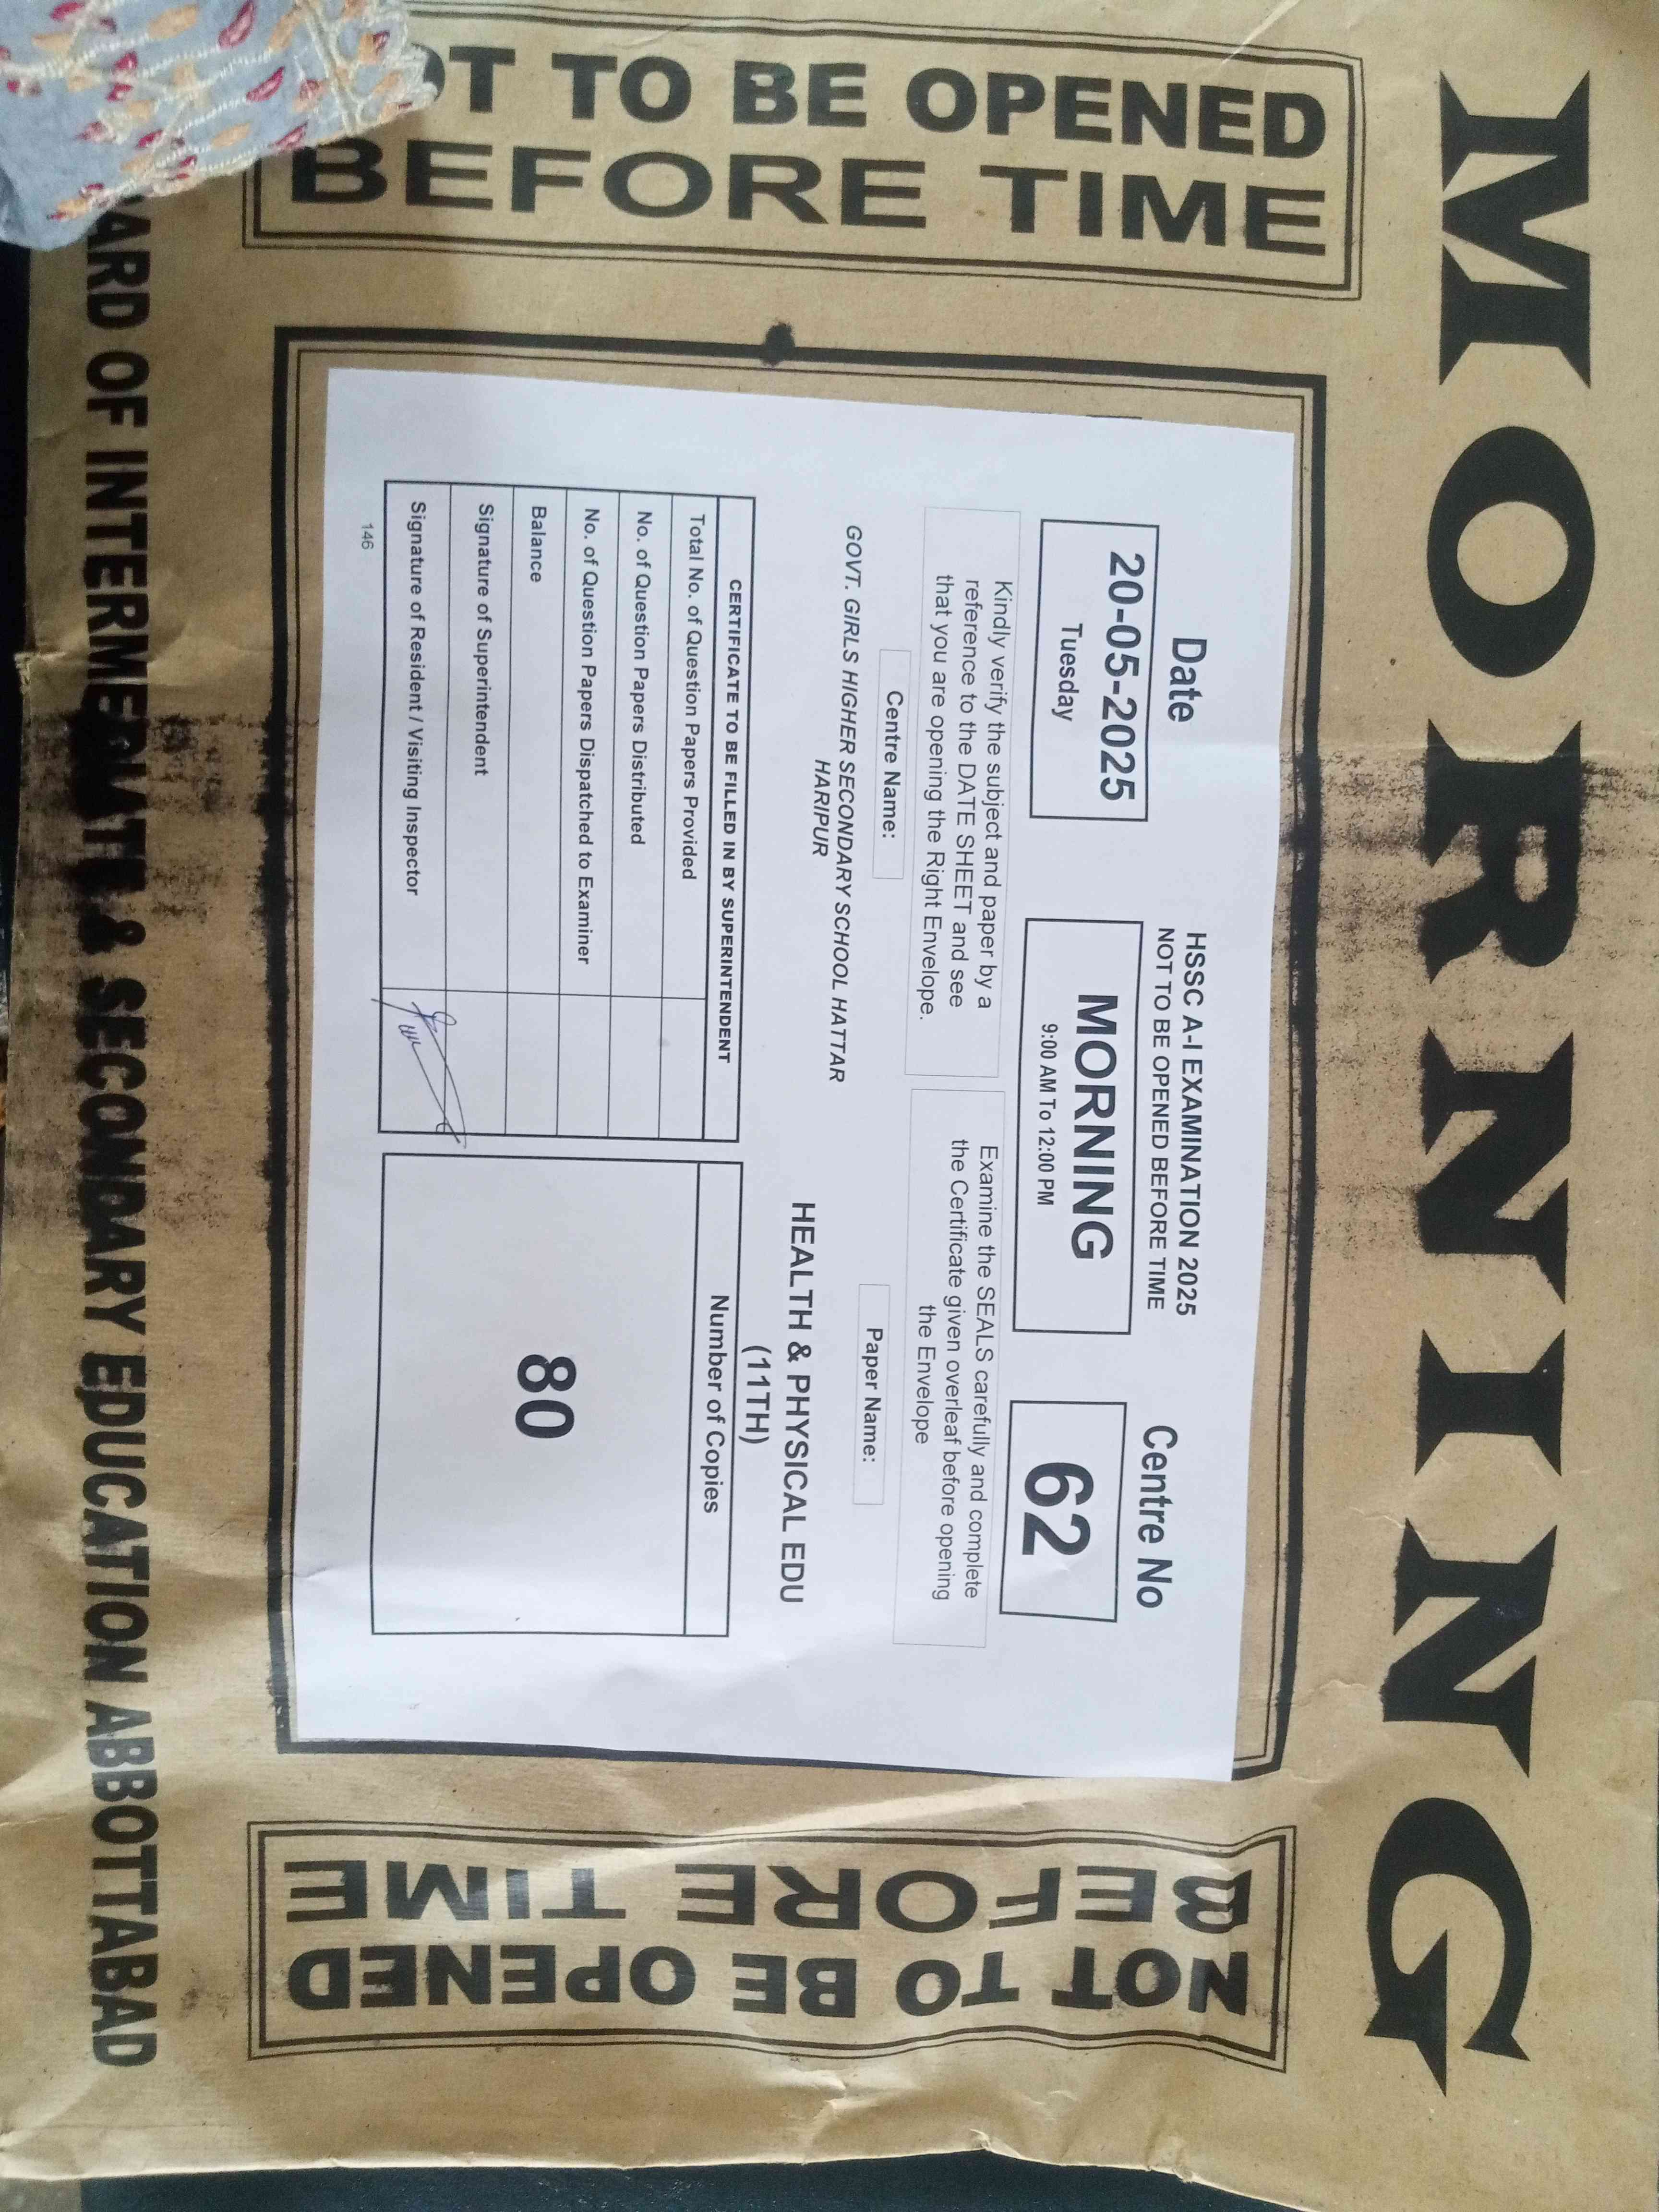 MORNING
OT TO BE OPENED
BEFORE TIME
Date
20-05-2025
Tuesday
HSSC A-I EXAMINATION 2025
NOT TO BE OPENED BEFORE TIME
MORNING
9:00 AM To 12:00 PM
Centre No
62
Kindly verify the subject and paper by a
reference to the DATE SHEET and see
that you are opening the Right Envelope.
Examine the SEALS carefully and complete
the Certificate given overleaf before opening
the Envelope
Centre Name:
GOVT. GIRLS HIGHER SECONDARY SCHOOL HATTAR
HARIPUR
Paper Name:
HEALTH & PHYSICAL EDU
(11TH)
CERTIFICATE TO BE FILLED IN BY SUPERINTENDENT
Total No. of Question Papers Provided
No. of Question Papers Distributed
No. of Question Papers Dispatched to Examiner
Balance
Signature of Superintendent
Signature of Resident / Visiting Inspector
146
Number of Copies
80
NOT TO BE OPENED
BEFORE TIME
ARD OF INTERMEDIATE & SECONDARY EDUCATION ABBOTTABAD